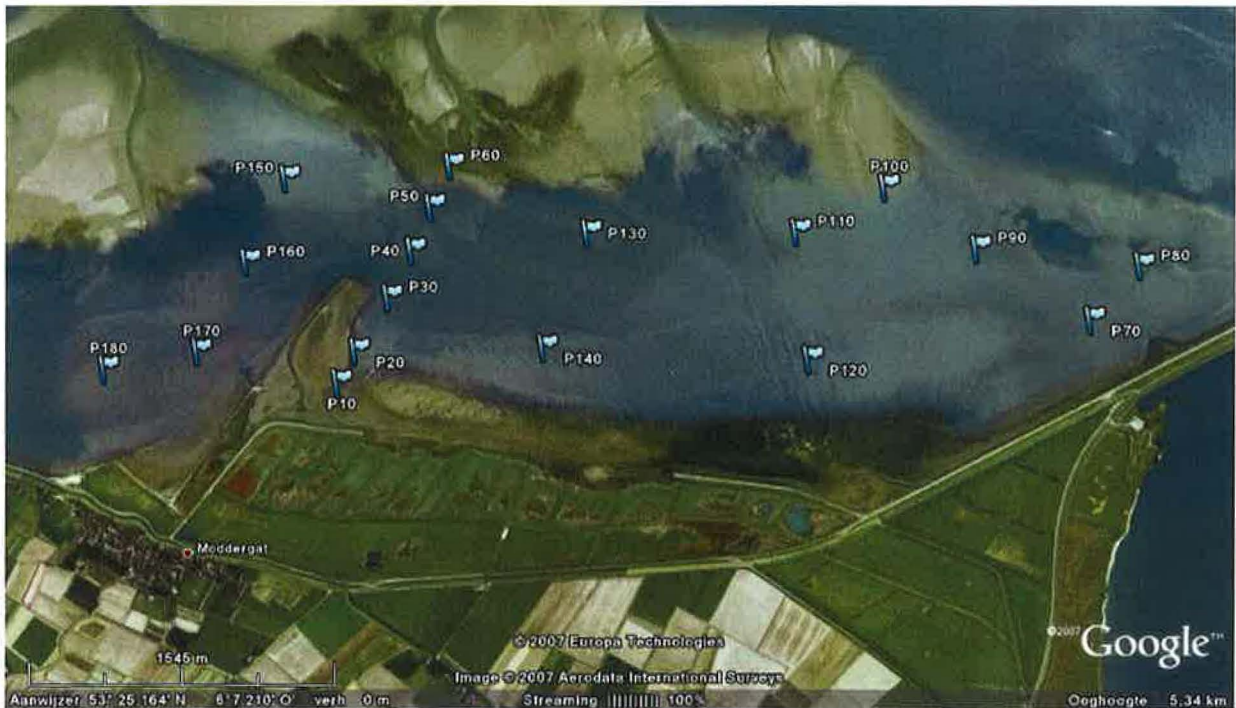 P60
P150
P100
P50
P130
P110
P40
P160
P90
P80
P30
P70
P170
P180
P20
P140
P120
P10
Moddergat
© 2007 Europa Technologies
©2007 Google™
1545 m
Image © 2007 Aerodata International Surveys
Aanwijzer 53° 25.164' N 6° 7.210' O verh 0 m Streaming 100% Ooghoogte 5.34 km